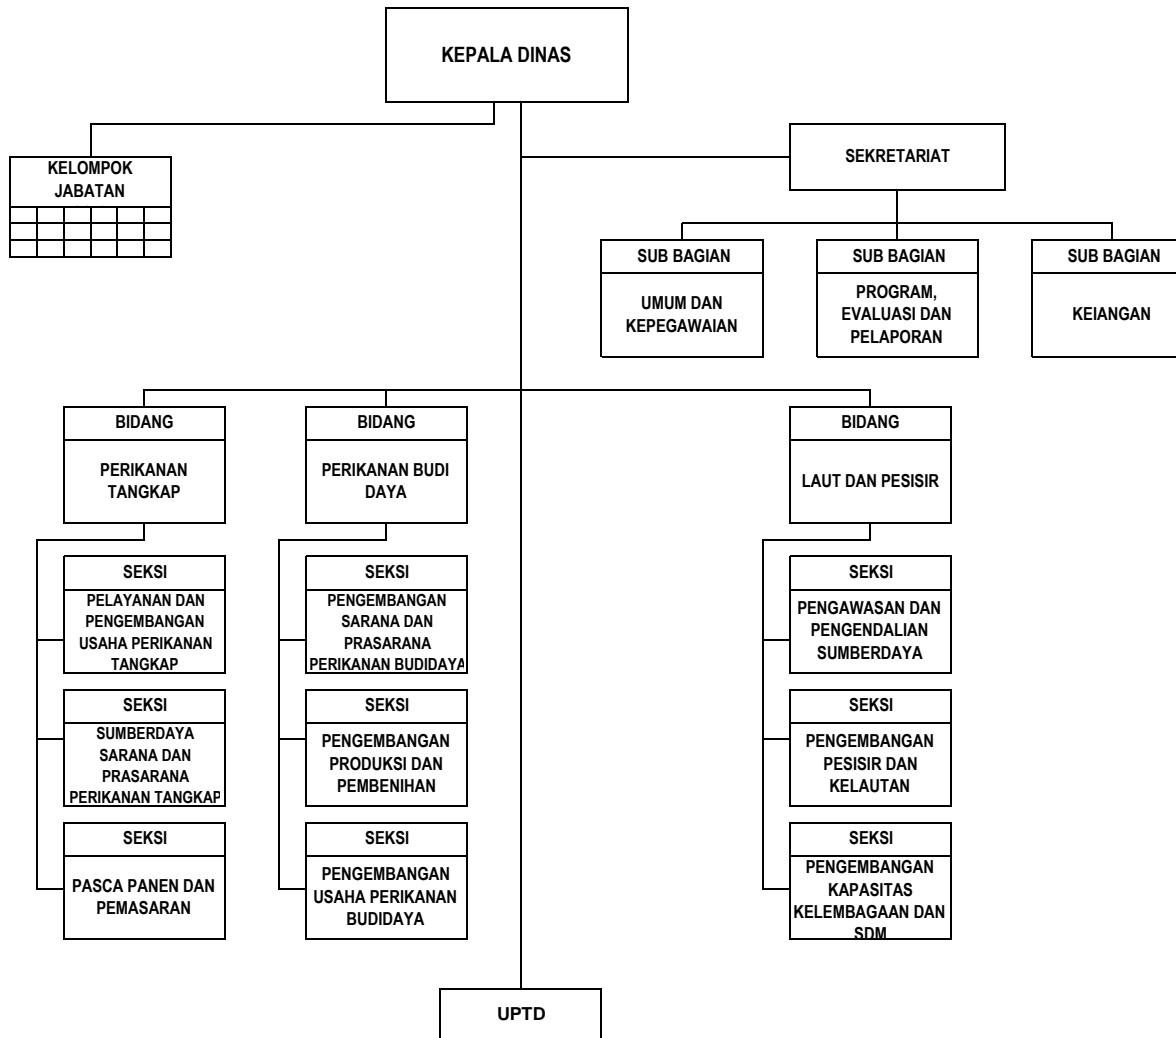 KEPALA DINAS
KELOMPOK
JABATAN
SEKRETARIAT
SUB BAGIAN
UMUM DAN
KEPEGAWAIAN
SUB BAGIAN
PROGRAM,
EVALUASI DAN
PELAPORAN
SUB BAGIAN
KEIANGAN
BIDANG
PERIKANAN
TANGKAP
BIDANG
PERIKANAN BUDI
DAYA
BIDANG
LAUT DAN PESISIR
SEKSI
PELAYANAN DAN
PENGEMBANGAN
USAHA PERIKANAN
TANGKAP
SEKSI
PENGEMBANGAN
SARANA DAN
PRASARANA
PERIKANAN BUDIDAYA
SEKSI
PENGAWASAN DAN
PENGENDALIAN
SUMBERDAYA
SEKSI
SUMBERDAYA
SARANA DAN
PRASARANA
PERIKANAN TANGKAP
SEKSI
PENGEMBANGAN
PRODUKSI DAN
PEMBENIHAN
SEKSI
PENGEMBANGAN
PESISIR DAN
KELAUTAN
SEKSI
PASCA PANEN DAN
PEMASARAN
SEKSI
PENGEMBANGAN
USAHA PERIKANAN
BUDIDAYA
SEKSI
PENGEMBANGAN
KAPASITAS
KELEMBAGAAN DAN
SDM
UPTD